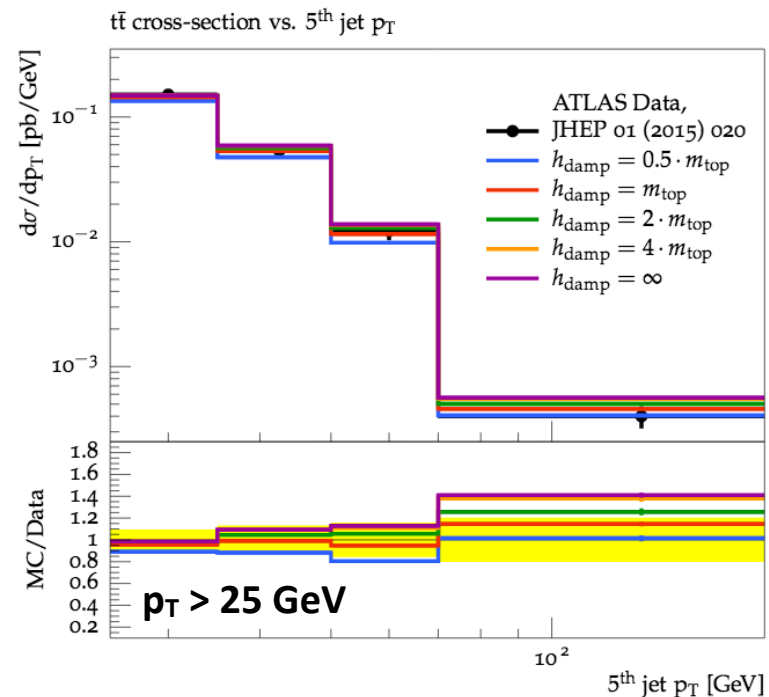 tt̄ cross-section vs. 5th jet pT
dσ/dpT [pb/GeV]
10⁻¹
10⁻²
10⁻³
ATLAS Data,
JHEP 01 (2015) 020
hdamp = 0.5 · mtop
hdamp = mtop
hdamp = 2 · mtop
hdamp = 4 · mtop
hdamp = ∞
MC/Data
1.8
1.6
1.4
1.2
1
0.8
0.6
0.4
0.2
pT > 25 GeV
10²
5th jet pT [GeV]